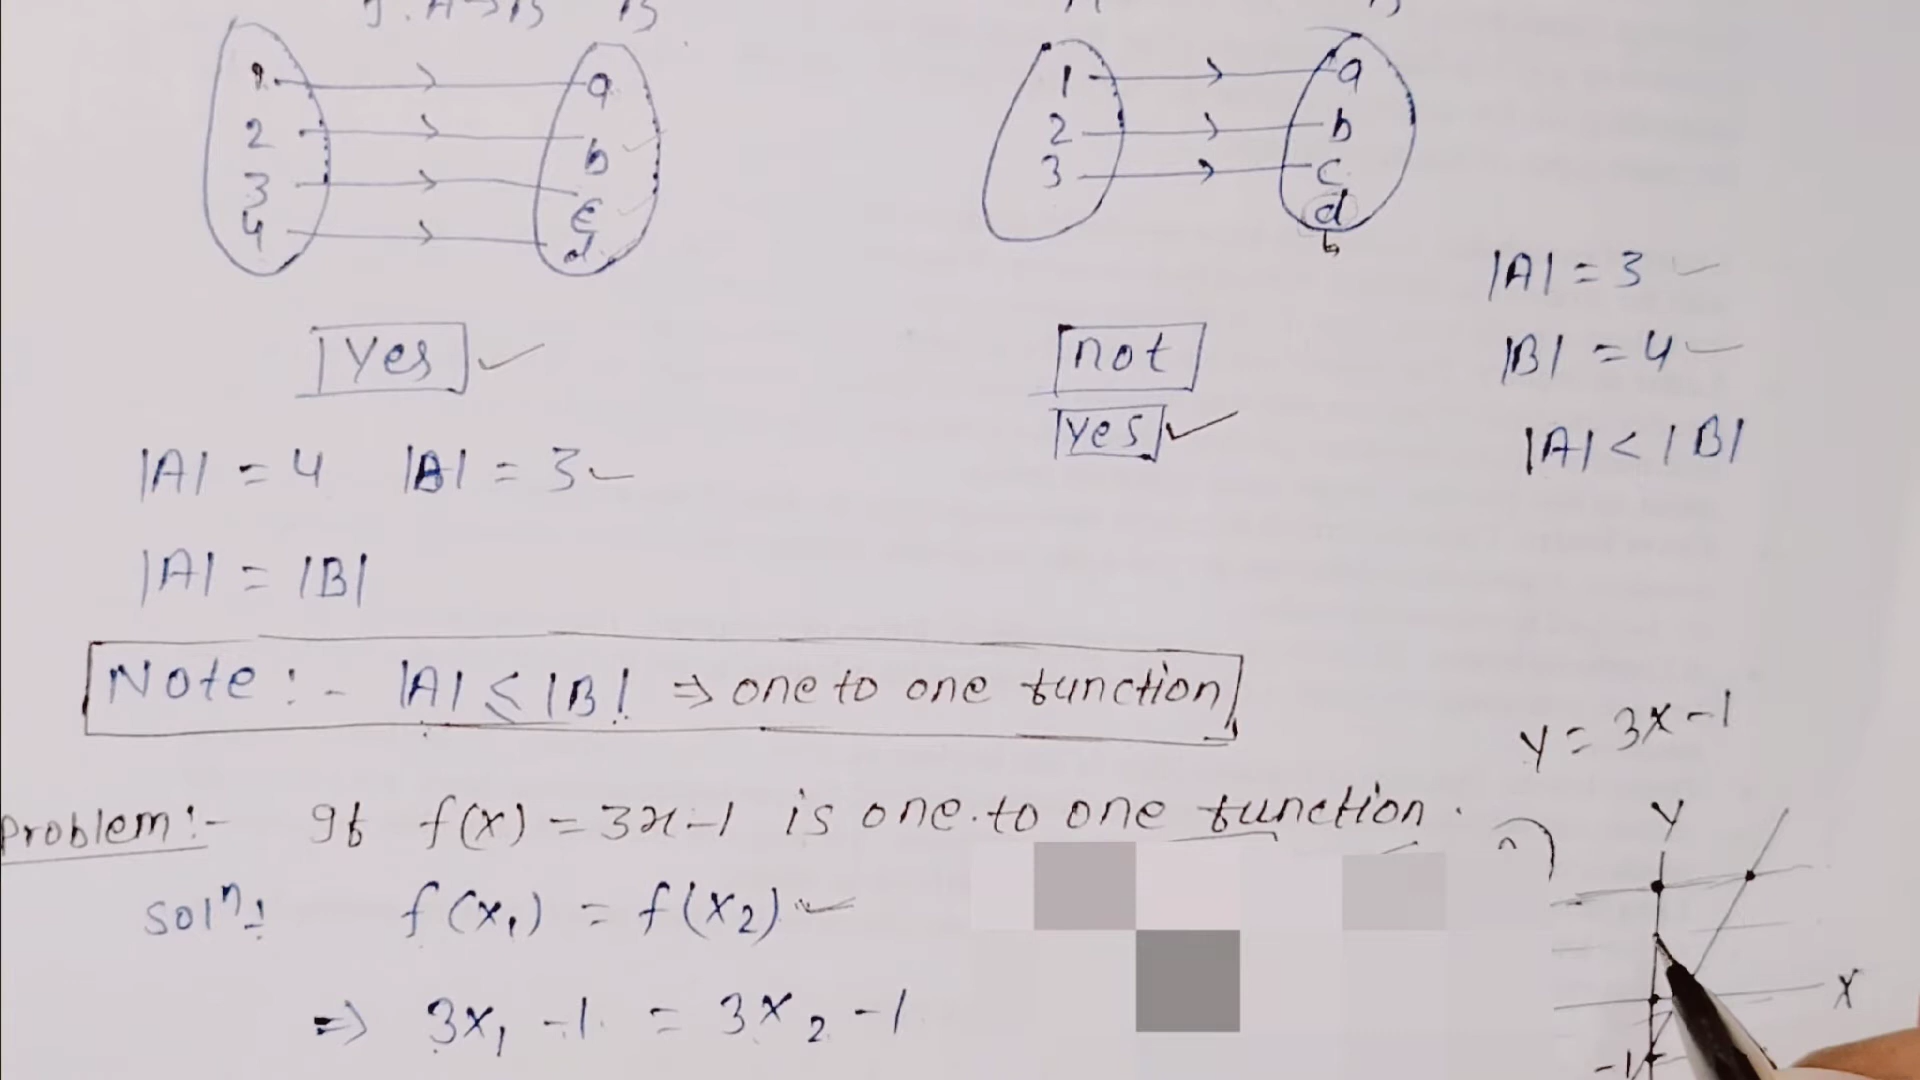 1 a
2 b
3 c
4 d
1 a
2 b
3 c
d
b
|A| = 3
|B| = 4
|A| < |B|
Yes
not
yes
|A| = 4 |B| = 3
|A| = |B|
Note :- |A| ≤ |B| ⇒ one to one function
y = 3x-1
Problem:- If f(x) = 3x-1 is one to one function.
Solⁿ: f(x₁) = f(x₂)
⇒ 3x₁ -1 = 3x₂ -1
Y
X
-1